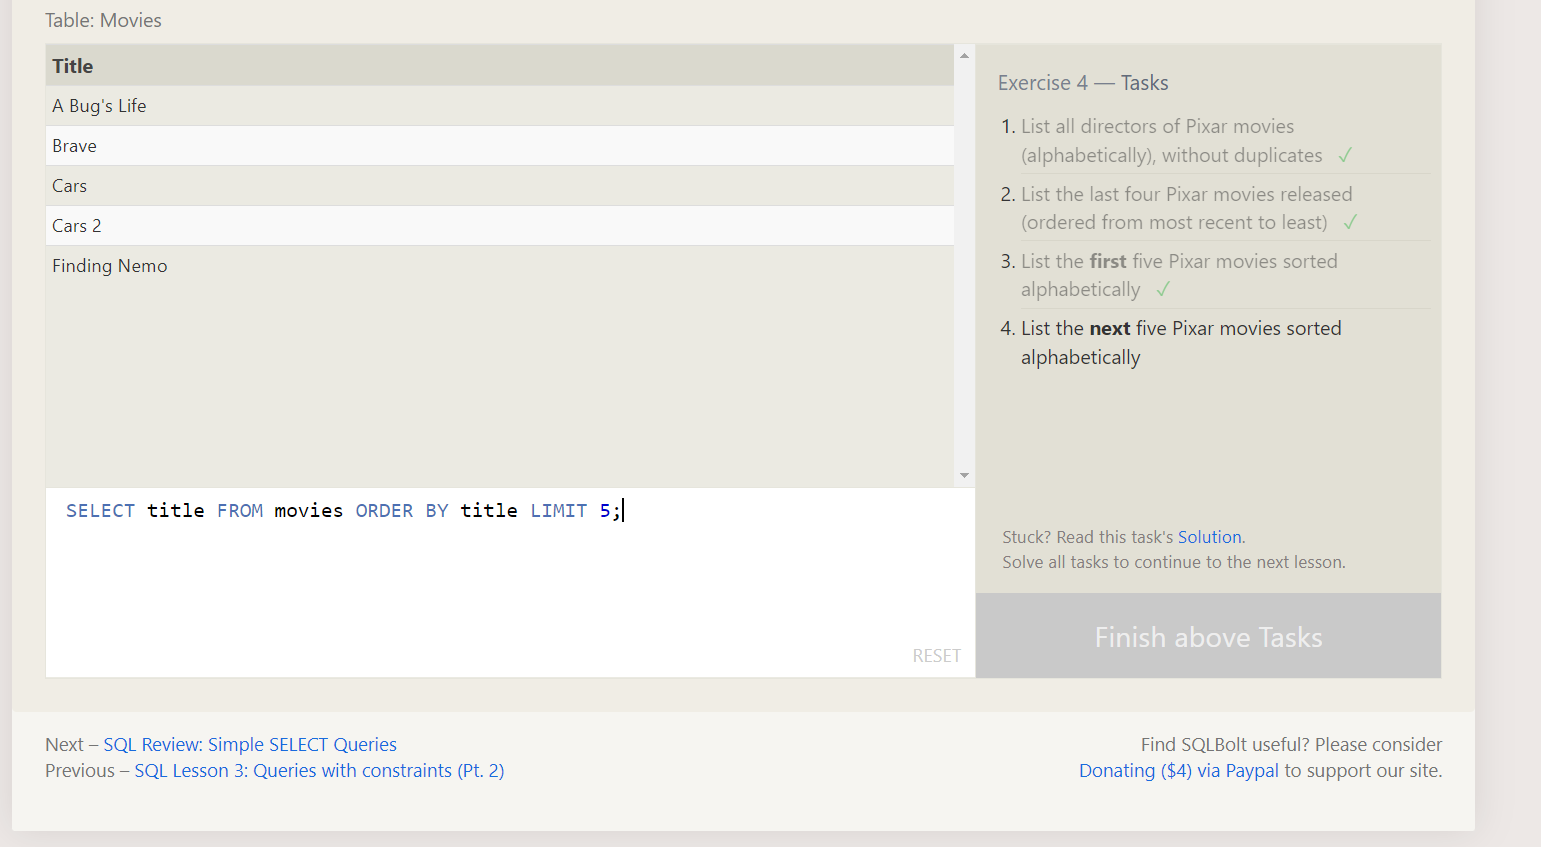 Table: Movies
Title
A Bug's Life
Brave
Cars
Cars 2
Finding Nemo
SELECT title FROM movies ORDER BY title LIMIT 5;
RESET
Exercise 4 — Tasks
1. List all directors of Pixar movies
(alphabetically), without duplicates ✓
2. List the last four Pixar movies released
(ordered from most recent to least) ✓
3. List the first five Pixar movies sorted
alphabetically ✓
4. List the next five Pixar movies sorted
alphabetically
Stuck? Read this task's Solution.
Solve all tasks to continue to the next lesson.
Finish above Tasks
Next – SQL Review: Simple SELECT Queries
Previous – SQL Lesson 3: Queries with constraints (Pt. 2)
Find SQLBolt useful? Please consider
Donating ($4) via Paypal to support our site.